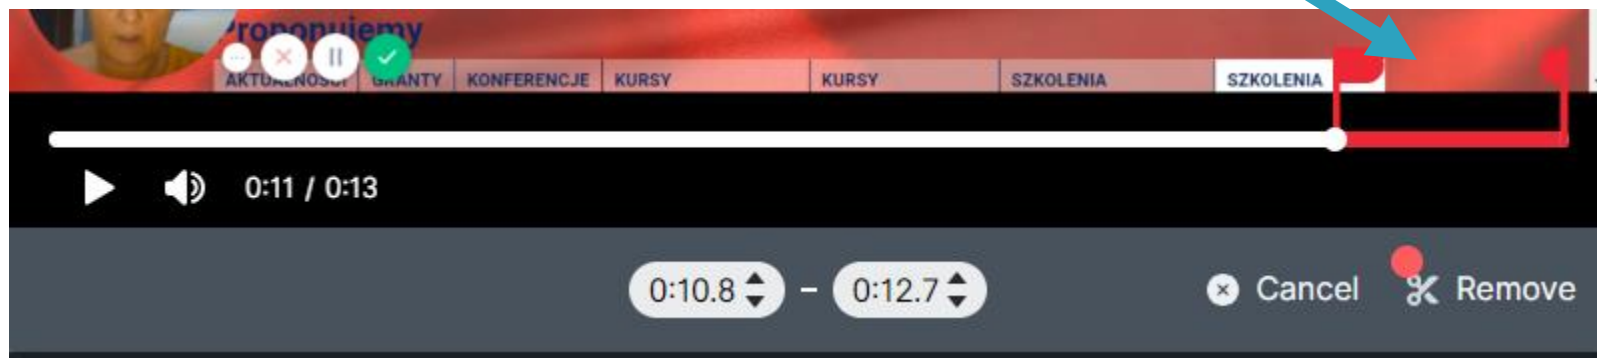 Proponujemy
AKTUALNOŚCI GRANTY KONFERENCJE KURSY KURSY SZKOLENIA SZKOLENIA
0:11 / 0:13
0:10.8 – 0:12.7 Cancel Remove